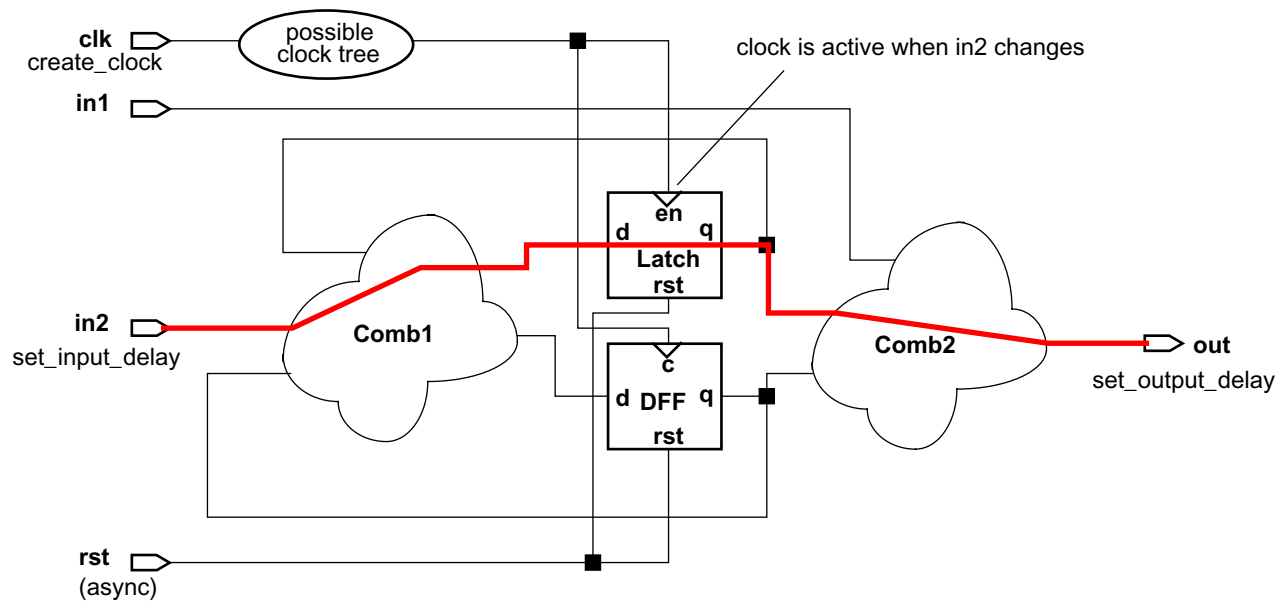 clk
create_clock
possible
clock tree
clock is active when in2 changes
in1
en
d
q
Latch
rst
in2
set_input_delay
Comb1
c
d
DFF
q
rst
Comb2
out
set_output_delay
rst
(async)